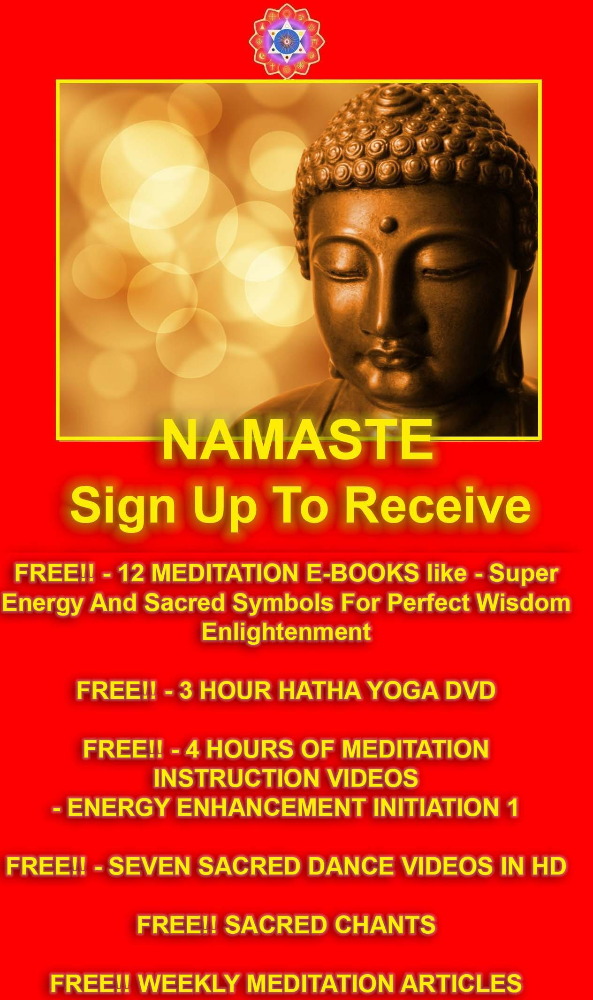 NAMASTE
Sign Up To Receive
FREE!! - 12 MEDITATION E-BOOKS like - Super
Energy And Sacred Symbols For Perfect Wisdom
Enlightenment
FREE!! - 3 HOUR HATHA YOGA DVD
FREE!! - 4 HOURS OF MEDITATION
INSTRUCTION VIDEOS
- ENERGY ENHANCEMENT INITIATION 1
FREE!! - SEVEN SACRED DANCE VIDEOS IN HD
FREE!! SACRED CHANTS
FREE!! WEEKLY MEDITATION ARTICLES